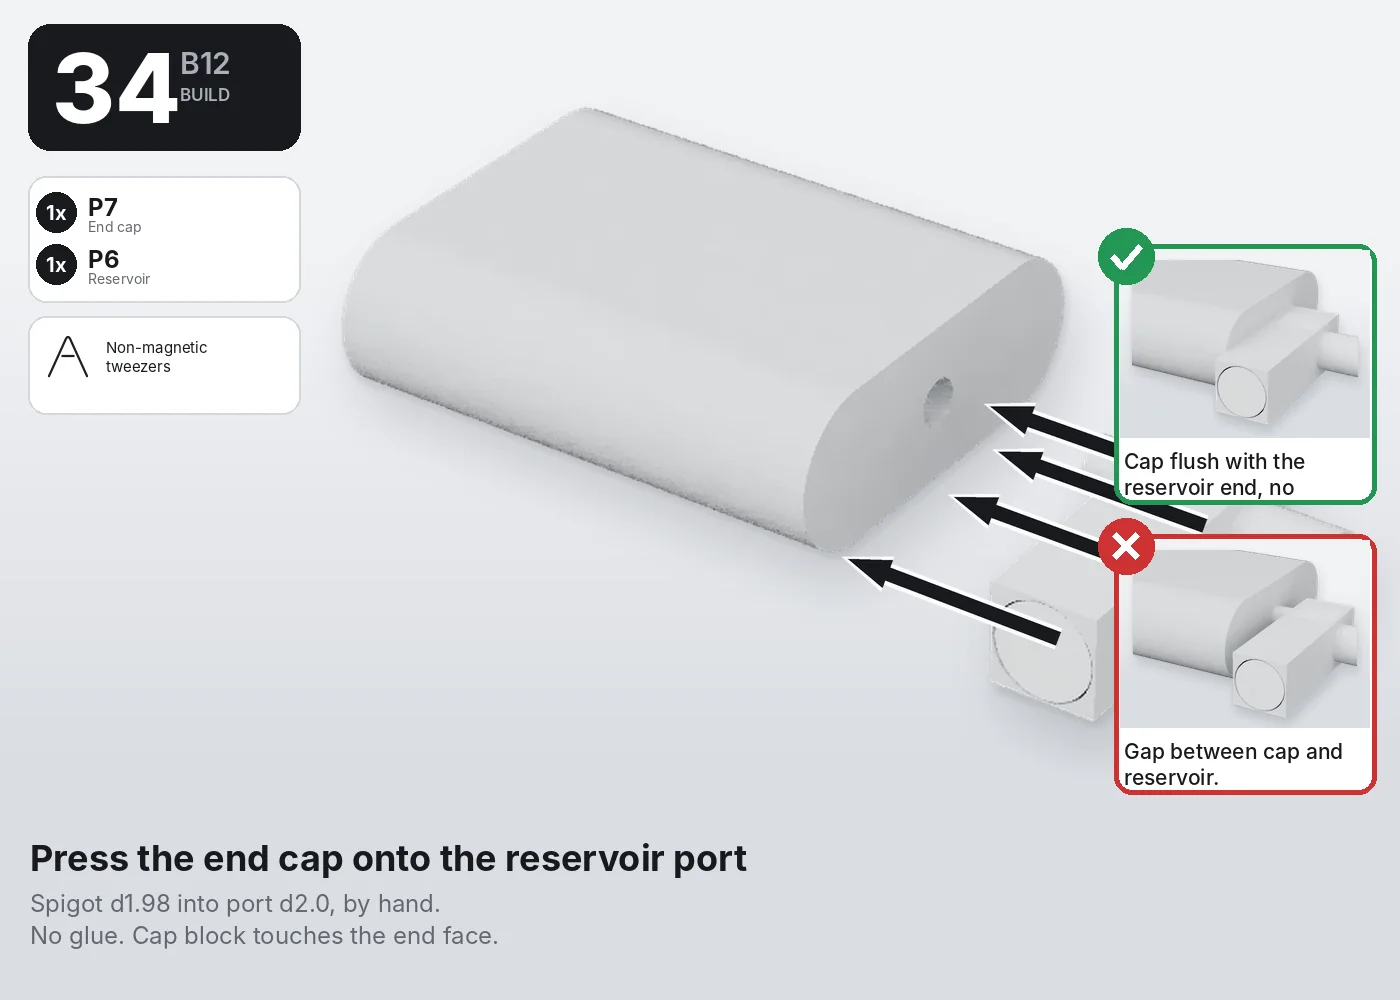 34
B12
BUILD
1x
P7
End cap
1x
P6
Reservoir
Non-magnetic
tweezers
Cap flush with the
reservoir end, no
Gap between cap and
reservoir.
Press the end cap onto the reservoir port
Spigot d1.98 into port d2.0, by hand.
No glue. Cap block touches the end face.